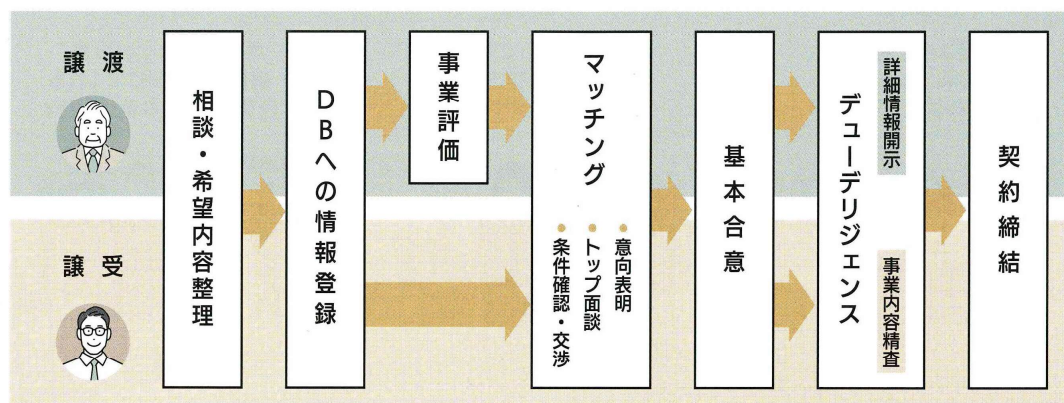 譲渡
譲受
相談・希望内容整理
DBへの情報登録
事業評価
マッチング
意向表明
トップ面談
条件確認・交渉
基本合意
デューデリジェンス
詳細情報開示
事業内容精査
契約締結